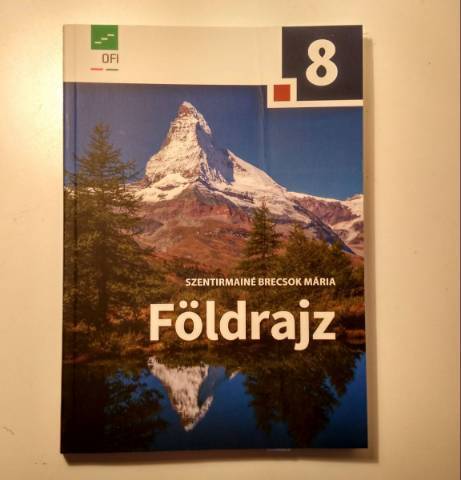 OFI
8
SZENTIRMAINÉ BRECSOK MÁRIA
Földrajz